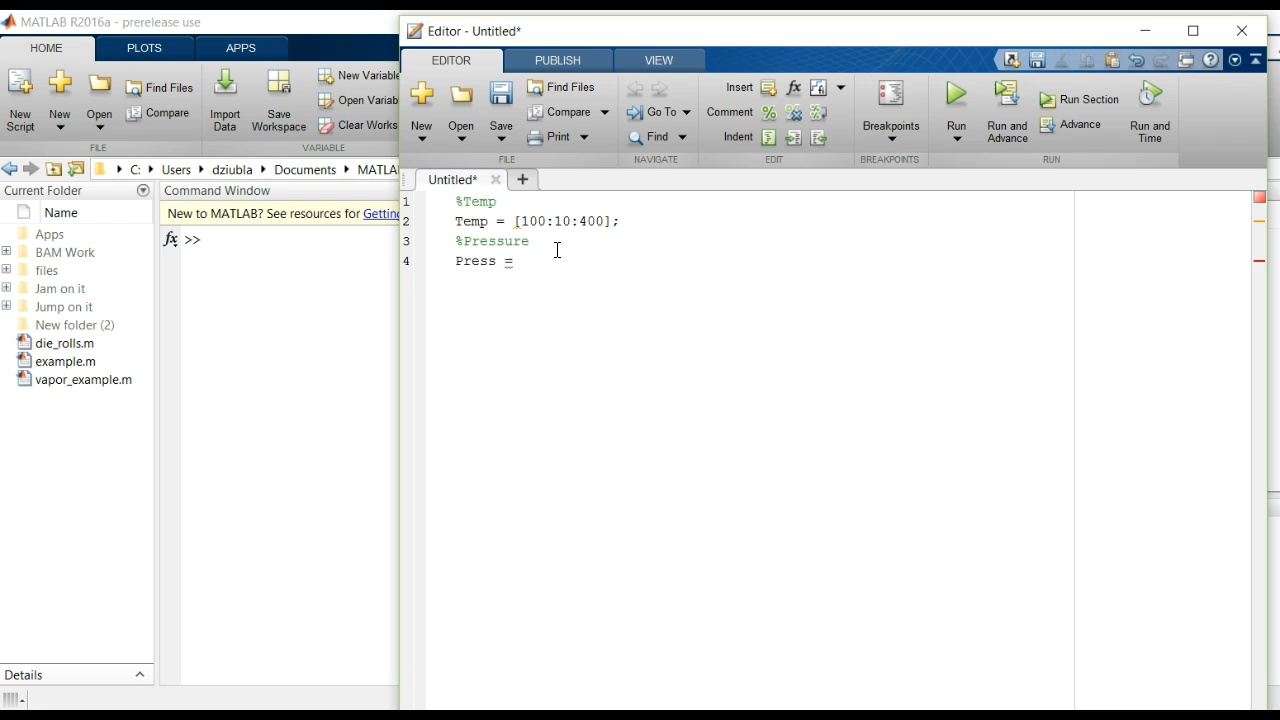 MATLAB R2016a - prerelease use
HOME PLOTS APPS
New Script
New
Open
Find Files
Compare
Import Data
Save Workspace
New Variable
Open Variab
Clear Works
FILE VARIABLE
C: Users dziubla Documents MATLA
Current Folder
Name
Apps
BAM Work
files
Jam on it
Jump on it
New folder (2)
die_rolls.m
example.m
vapor_example.m
Details
Command Window
New to MATLAB? See resources for Getting
fx >>
Editor - Untitled*
EDITOR PUBLISH VIEW
New
Open
Save
Find Files
Compare
Print
Go To
Find
Insert fx
Comment
Indent
Breakpoints
Run
Run and Advance
Run Section
Advance
Run and Time
FILE NAVIGATE EDIT BREAKPOINTS RUN
Untitled* × +
1 %Temp
2 Temp = [100:10:400];
3 %Pressure
4 Press =